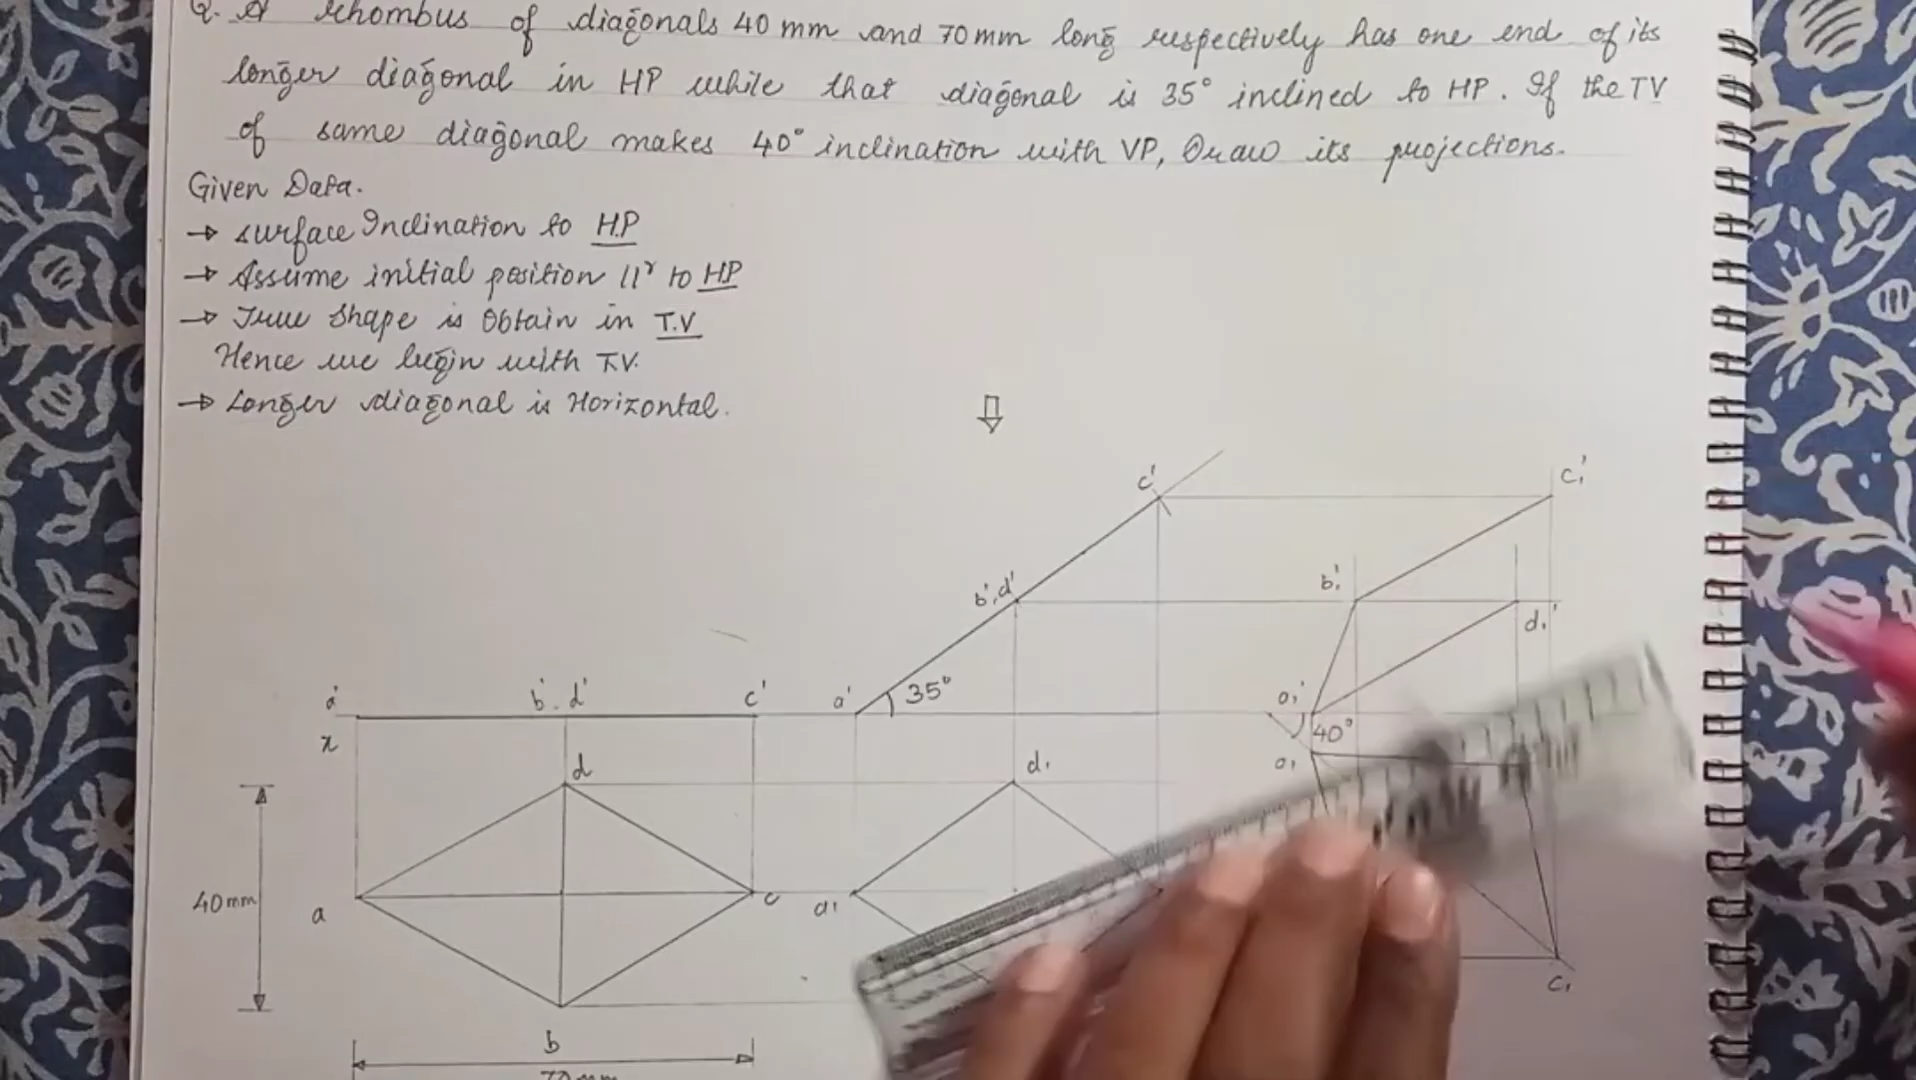 Q. A rhombus of diagonals 40 mm and 70 mm long respectively has one end of its
longer diagonal in HP while that diagonal is 35° inclined to HP. If the TV
of same diagonal makes 40° inclination with VP, Draw its projections.
Given Data.
→ surface Inclination to HP
→ Assume initial position 11ʳ to HP
→ True shape is Obtain in T.V
Hence we begin with T.V.
→ Longer diagonal is Horizontal.
c'
c₁'
b'.d'
b₁'
d₁'
a'
b'. d'
c'
a'
35°
a₁'
x
40°
d
d₁
a₁
40mm
a
c
a₁
c₁
b
70mm